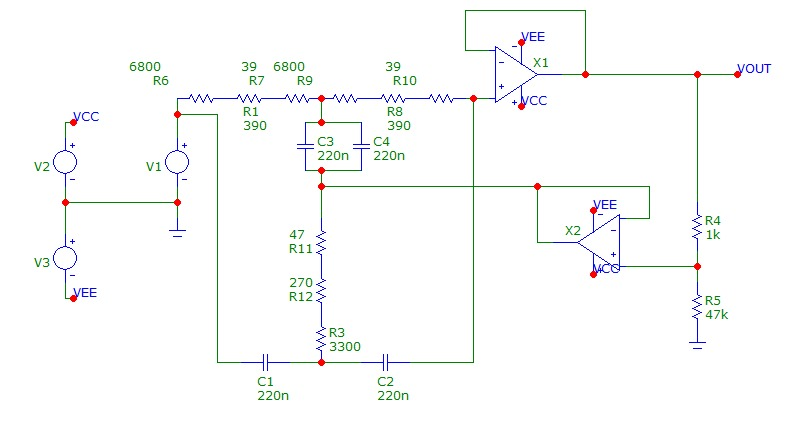 VEE
X1
VOUT
6800
39
6800
39
R6
R7
R9
R10
VCC
R1
390
R8
390
VCC
C3
220n
C4
220n
V2
V1
VEE
X2
R4
1k
47
R11
V3
VCC
270
R12
VEE
R5
47k
R3
3300
C1
220n
C2
220n